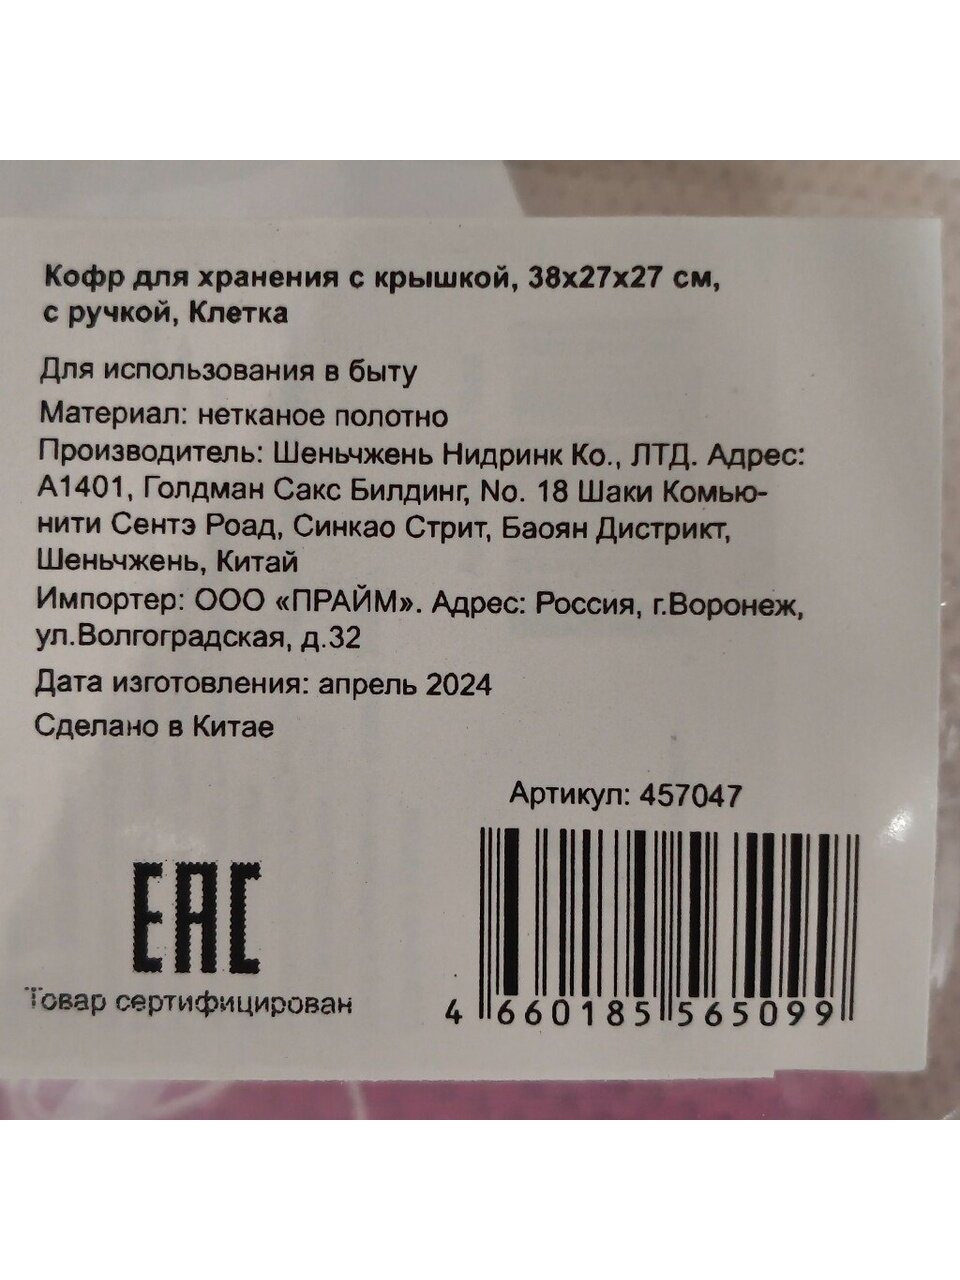 Кофр для хранения с крышкой, 38х27х27 см,
с ручкой, Клетка
Для использования в быту
Материал: нетканое полотно
Производитель: Шеньчжень Нидринк Ко., ЛТД. Адрес:
А1401, Голдман Сакс Билдинг, No. 18 Шаки Комью-
нити Сентэ Роад, Синкао Стрит, Баоян Дистрикт,
Шеньчжень, Китай
Импортер: ООО «ПРАЙМ». Адрес: Россия, г.Воронеж,
ул.Волгоградская, д.32
Дата изготовления: апрель 2024
Сделано в Китае
Артикул: 457047
EAC
Товар сертифицирован
4 660185 565099